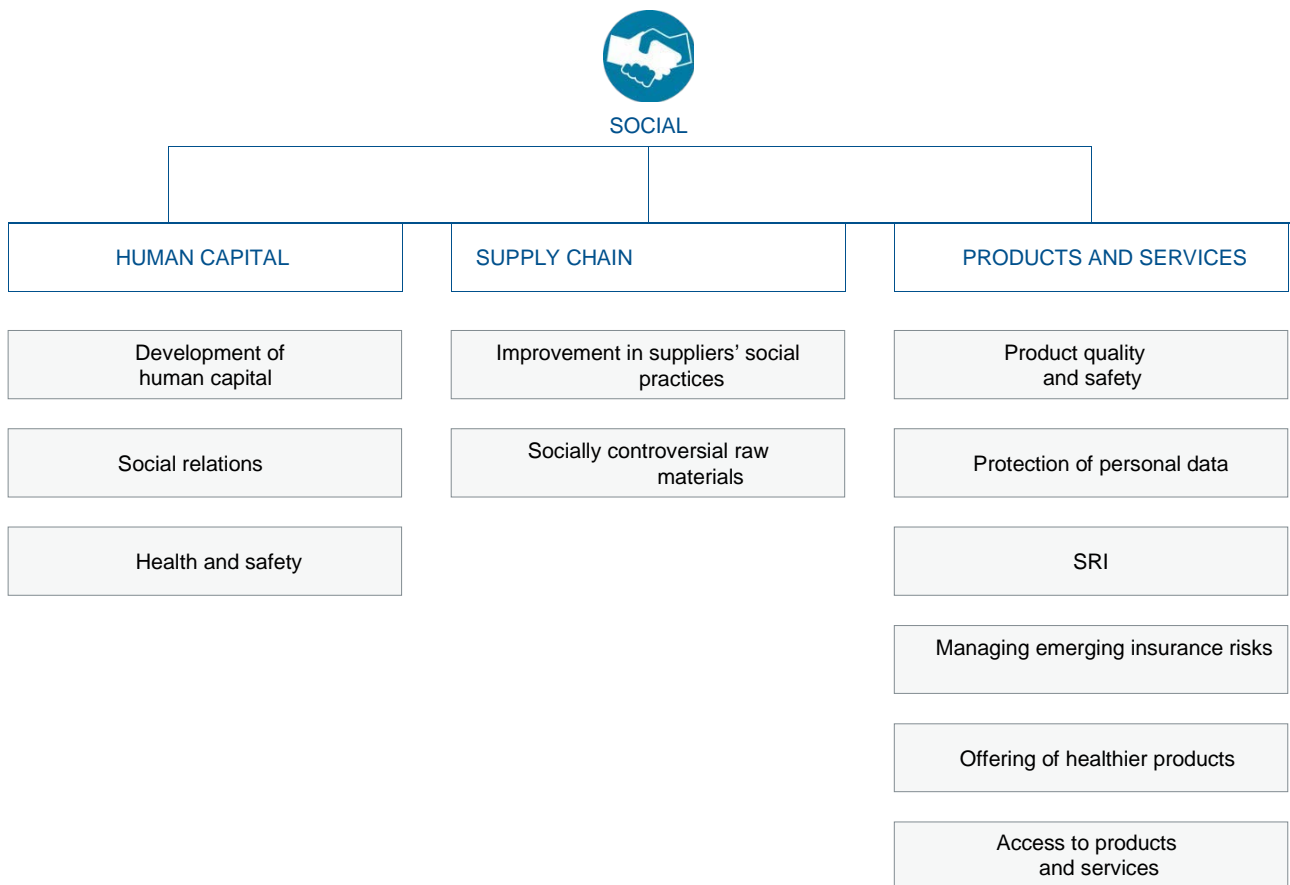 SOCIAL
HUMAN CAPITAL
SUPPLY CHAIN
PRODUCTS AND SERVICES
Development of
human capital
Improvement in suppliers’ social
practices
Product quality
and safety
Social relations
Socially controversial raw
materials
Protection of personal data
Health and safety
SRI
Managing emerging insurance risks
Offering of healthier products
Access to products
and services